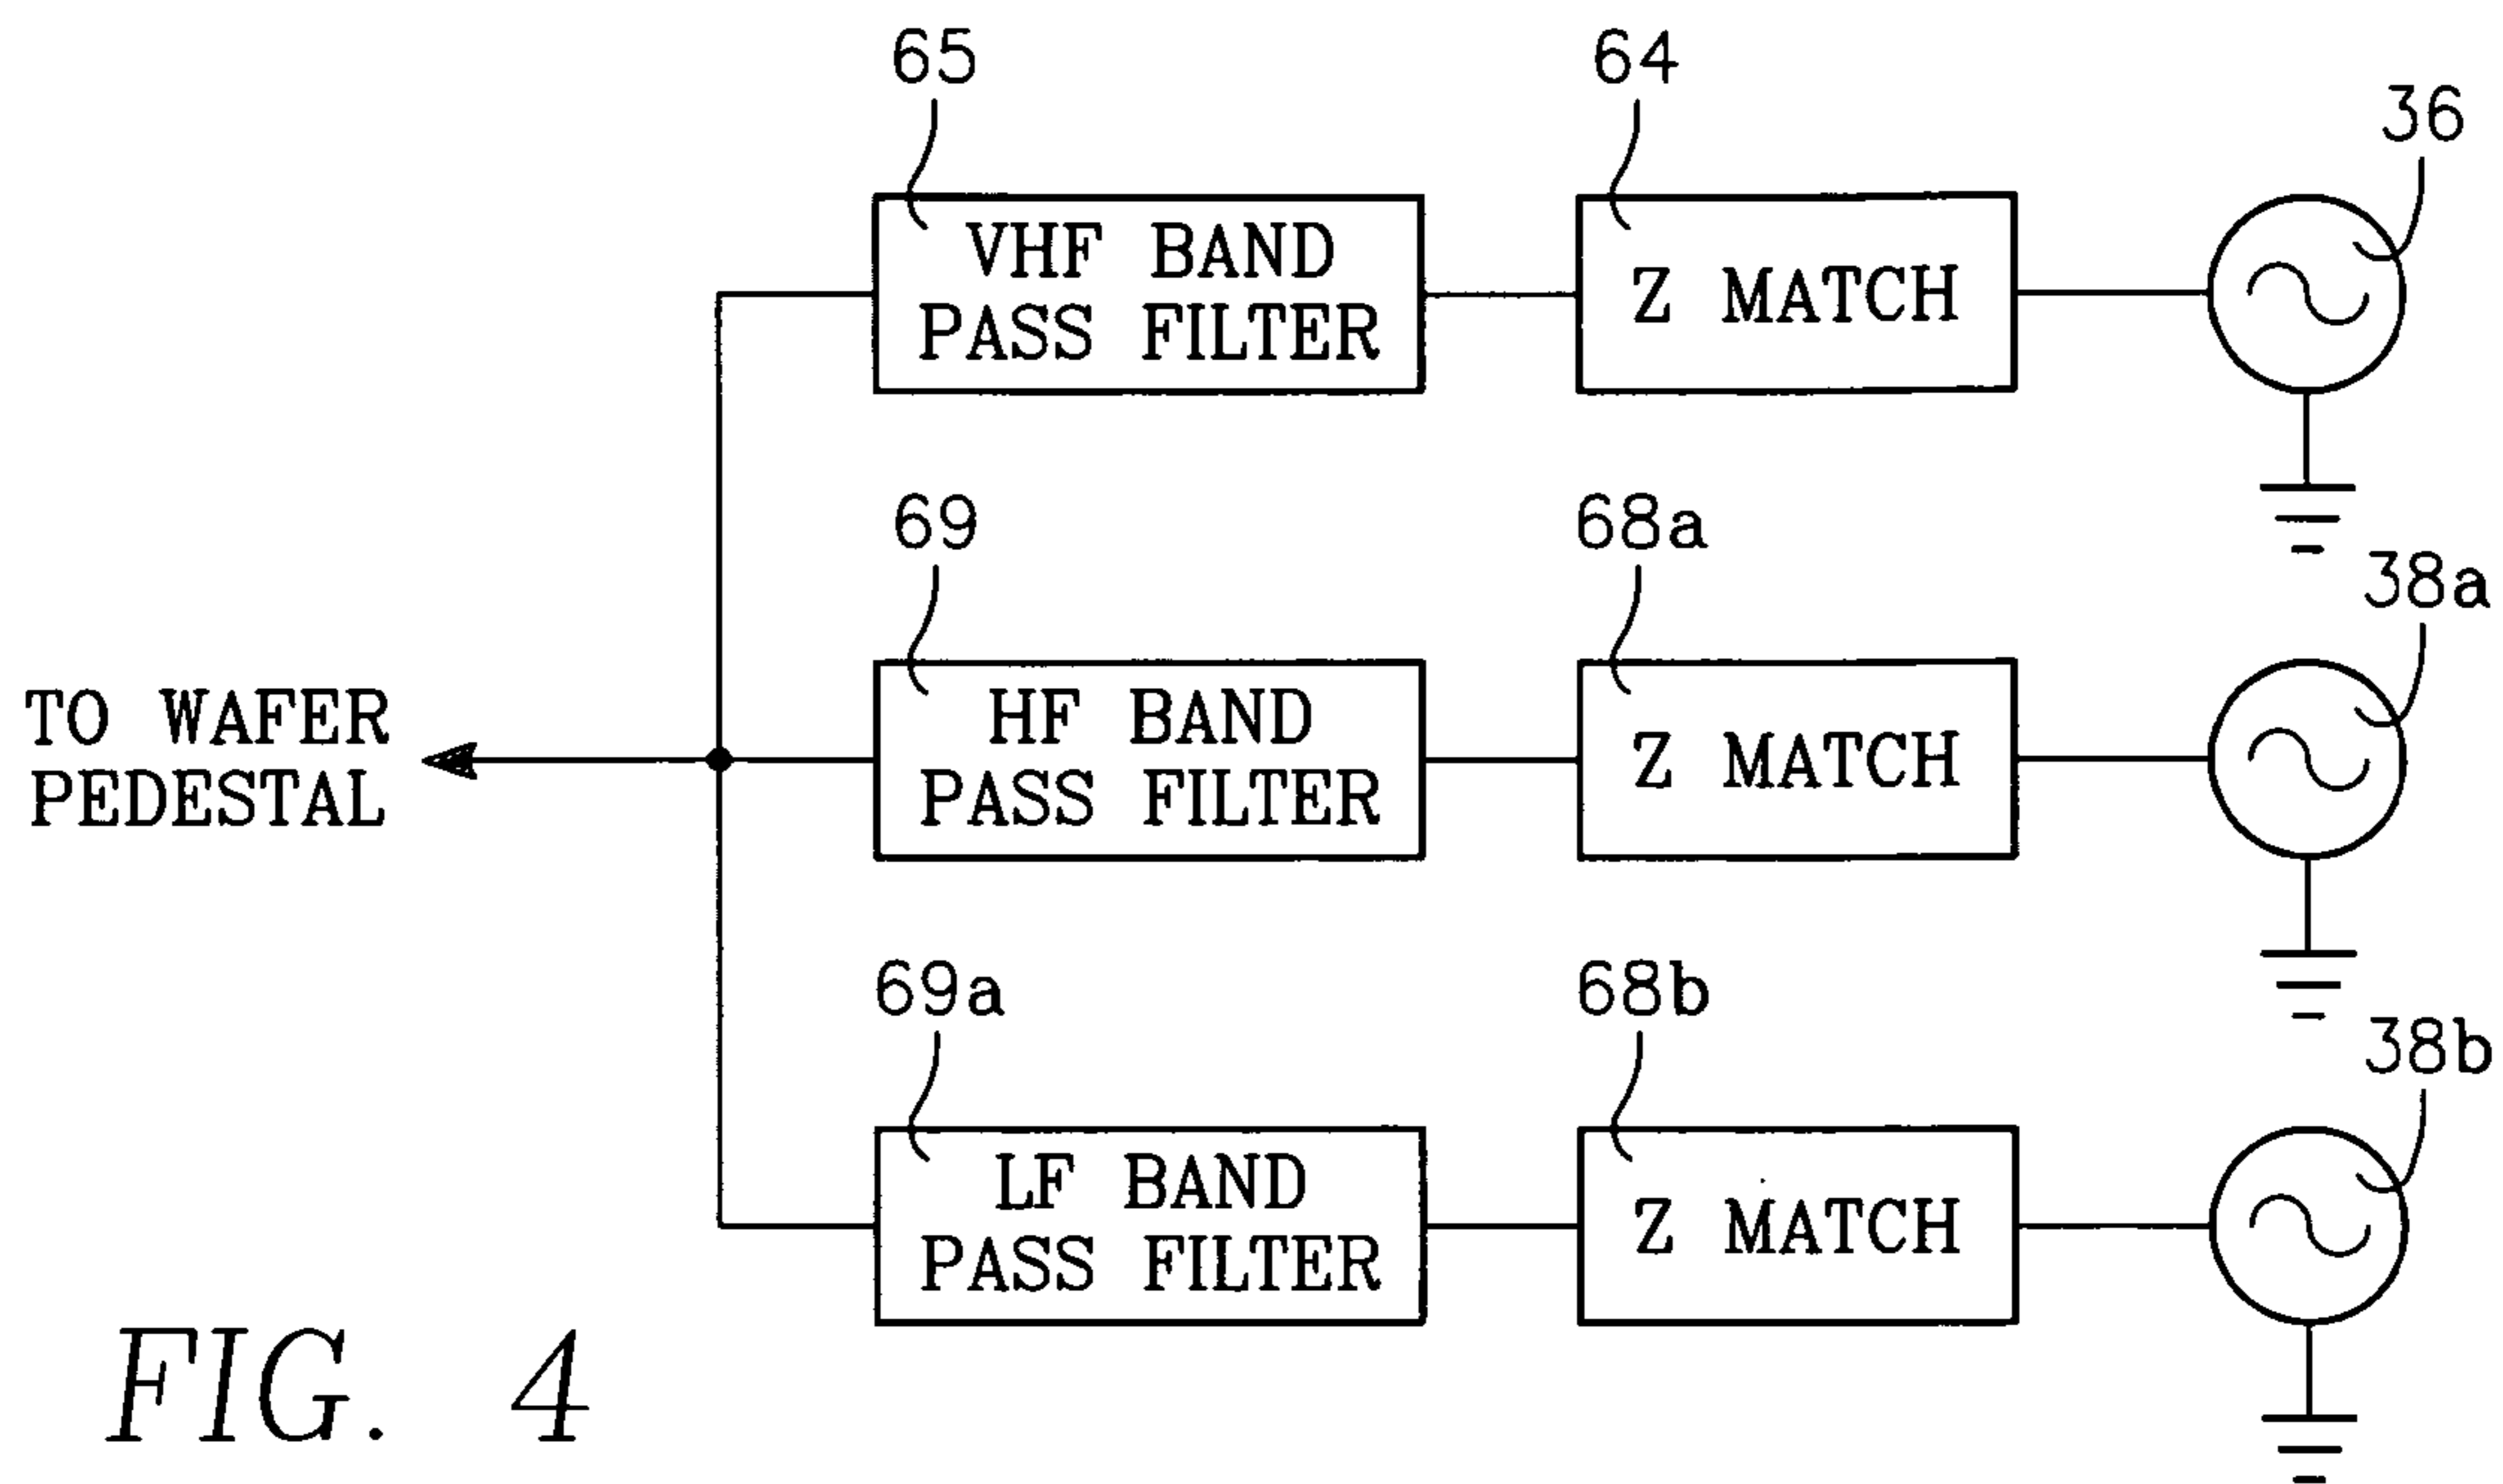 65
64
36
VHF BAND
PASS FILTER
Z MATCH
69
68a
38a
TO WAFER
PEDESTAL
HF BAND
PASS FILTER
Z MATCH
69a
68b
38b
LF BAND
PASS FILTER
Z MATCH
FIG. 4